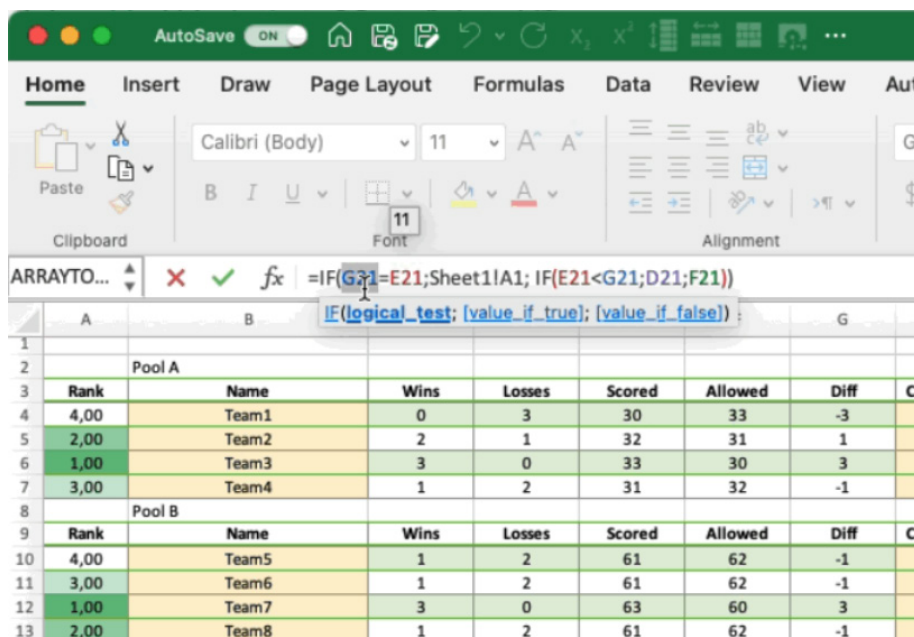 AutoSave ON
Home Insert Draw Page Layout Formulas Data Review View Aut
Calibri (Body) 11 A A ab
Paste B I U A
11
Clipboard Font Alignment
ARRAYTO... fx =IF(G21=E21;Sheet1!A1; IF(E21<G21;D21;F21))
IF(logical_test; [value_if_true]; [value_if_false])
A B G
1
2 Pool A
3 Rank Name Wins Losses Scored Allowed Diff C
4 4,00 Team1 0 3 30 33 -3
5 2,00 Team2 2 1 32 31 1
6 1,00 Team3 3 0 33 30 3
7 3,00 Team4 1 2 31 32 -1
8 Pool B
9 Rank Name Wins Losses Scored Allowed Diff C
10 4,00 Team5 1 2 61 62 -1
11 3,00 Team6 1 2 61 62 -1
12 1,00 Team7 3 0 63 60 3
13 2,00 Team8 1 2 61 62 -1